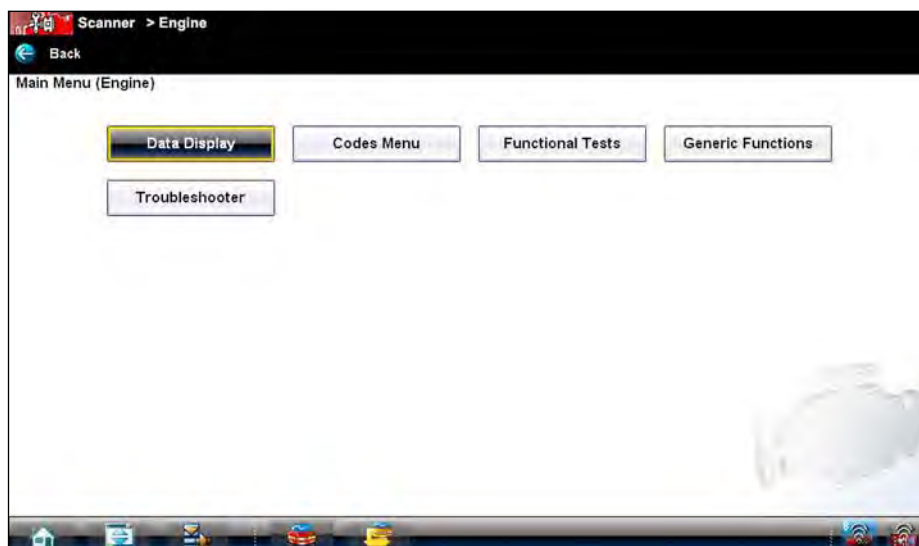 Scanner > Engine
Back
Main Menu (Engine)
Data Display Codes Menu Functional Tests Generic Functions
Troubleshooter